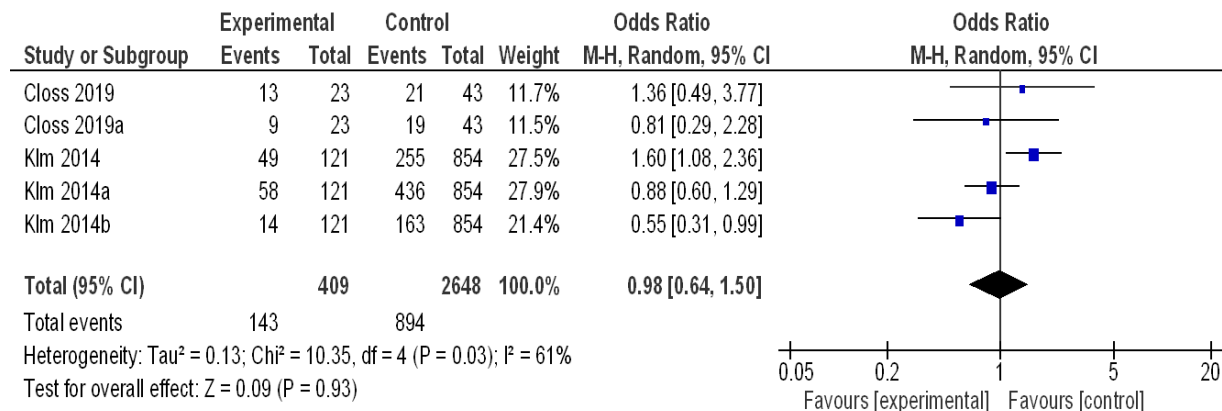 Experimental Control Odds Ratio Odds Ratio
Study or Subgroup Events Total Events Total Weight M-H, Random, 95% CI M-H, Random, 95% CI
Closs 2019 13 23 21 43 11.7% 1.36 [0.49, 3.77]
Closs 2019a 9 23 19 43 11.5% 0.81 [0.29, 2.28]
KIm 2014 49 121 255 854 27.5% 1.60 [1.08, 2.36]
KIm 2014a 58 121 436 854 27.9% 0.88 [0.60, 1.29]
KIm 2014b 14 121 163 854 21.4% 0.55 [0.31, 0.99]
Total (95% CI) 409 2648 100.0% 0.98 [0.64, 1.50]
Total events 143 894
Heterogeneity: Tau² = 0.13; Chi² = 10.35, df = 4 (P = 0.03); I² = 61%
Test for overall effect: Z = 0.09 (P = 0.93)
0.05 0.2 1 5 20
Favours [experimental] Favours [control]